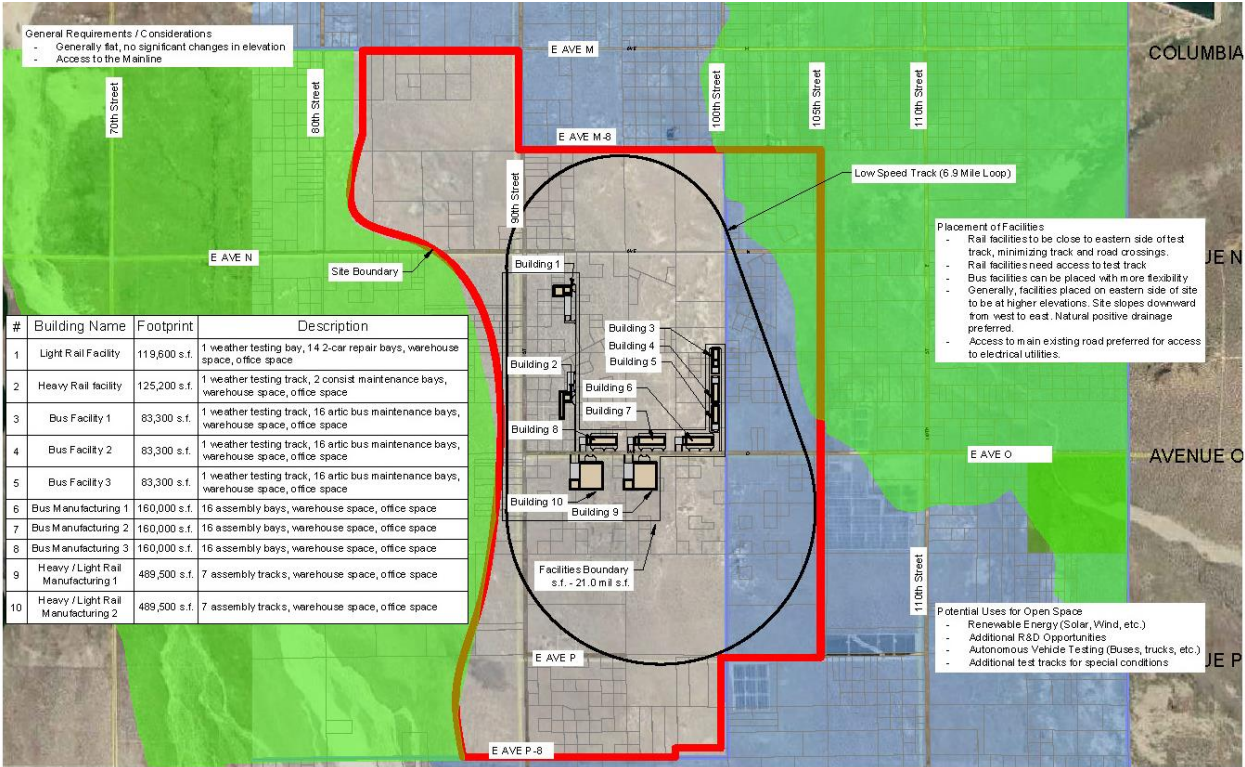 General Requirements / Considerations
- Generally flat, no significant changes in elevation
- Access to the Mainline
E AVE M
AVE
M
COLUMBIA
70th Street
80th Street
90th Street
100th Street
105th Street
110th Street
E AVE M-8
Low Speed Track (6.9 Mile Loop)
Placement of Facilities
- Rail facilities to be close to eastern side of test
track, minimizing track and road crossings.
- Rail facilities need access to test track
- Bus facilities can be placed with more flexibility
- Generally, facilities placed on eastern side of site
to be at higher elevations. Site slopes downward
from west to east. Natural positive drainage
preferred.
- Access to main existing road preferred for access
to electrical utilities.
E AVE N
AVE
N
UE N
Site Boundary
Building 1
Building 2
Building 3
Building 4
Building 5
Building 6
Building 7
Building 8
Building 10
Building 9
# Building Name Footprint Description
1 Light Rail Facility 119,600 s.f. 1 weather testing bay, 14 2-car repair bays, warehouse
space, office space
2 Heavy Rail facility 125,200 s.f. 1 weather testing track, 2 consist maintenance bays,
warehouse space, office space
3 Bus Facility 1 83,300 s.f. 1 weather testing track, 16 artic bus maintenance bays,
warehouse space, office space
4 Bus Facility 2 83,300 s.f. 1 weather testing track, 16 artic bus maintenance bays,
warehouse space, office space
5 Bus Facility 3 83,300 s.f. 1 weather testing track, 16 artic bus maintenance bays,
warehouse space, office space
6 Bus Manufacturing 1 160,000 s.f. 16 assembly bays, warehouse space, office space
7 Bus Manufacturing 2 160,000 s.f. 16 assembly bays, warehouse space, office space
8 Bus Manufacturing 3 160,000 s.f. 16 assembly bays, warehouse space, office space
9 Heavy / Light Rail
Manufacturing 1 489,500 s.f. 7 assembly tracks, warehouse space, office space
10 Heavy / Light Rail
Manufacturing 2 489,500 s.f. 7 assembly tracks, warehouse space, office space
E AVE O
O
AVENUE O
Facilities Boundary
s.f. - 21.0 mil s.f.
110th Street
Potential Uses for Open Space
- Renewable Energy (Solar, Wind, etc.)
- Additional R&D Opportunities
- Autonomous Vehicle Testing (Buses, trucks, etc.)
- Additional test tracks for special conditions
E AVE P
UE P
E AVE P-8